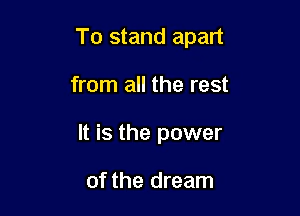 To stand apart
from all the rest
It is the power
of the dream